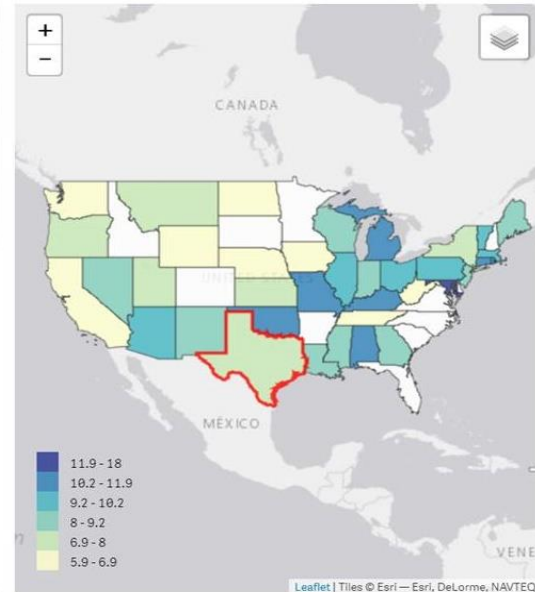 +
−
CANADA
UNITED STATES
MÉXICO
11.9 - 18
10.2 - 11.9
9.2 - 10.2
8 - 9.2
6.9 - 8
5.9 - 6.9
VENE
Leaflet | Tiles © Esri — Esri, DeLorme, NAVTEQ